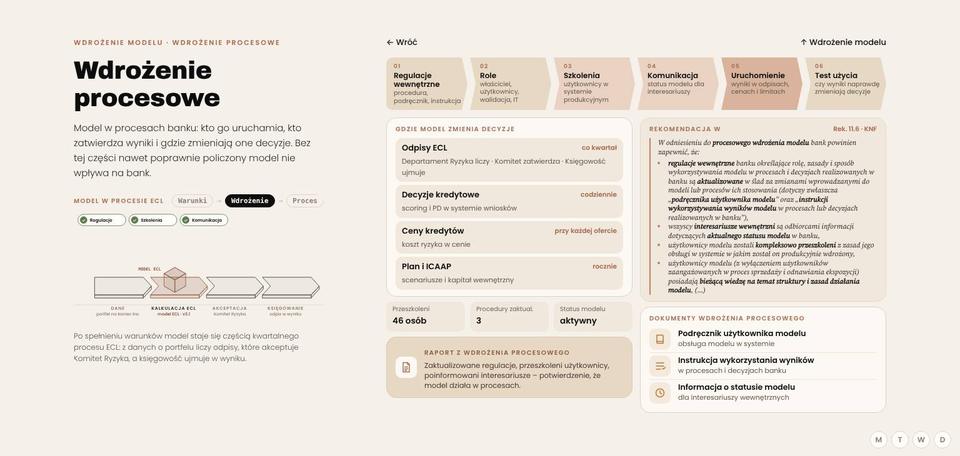 WDROŻENIE MODELU · WDROŻENIE PROCESOWE
Wdrożenie
procesowe
Model w procesach banku: kto go uruchamia, kto
zatwierdza wyniki i gdzie zmieniają one decyzje. Bez
tej części nawet poprawnie policzony model nie
wpływa na bank.
MODEL W PROCESIE ECL Warunki → Wdrożenie → Proces
Regulacje Szkolenia Komunikacja
MODEL ECL
DANE KALKULACJA ECL AKCEPTACJA KSIĘGOWANIE
portfel na koniec kw. model ECL · v3.1 Komitet Ryzyka odpis w wyniku
Po spełnieniu warunków model staje się częścią kwartalnego
procesu ECL: z danych o portfelu liczy odpisy, które akceptuje
Komitet Ryzyka, a księgowość ujmuje w wyniku.
← Wróć
↑ Wdrożenie modelu
01
Regulacje
wewnętrzne
procedura,
podręcznik, instrukcja
02
Role
właściciel,
użytkownicy,
walidacja, IT
03
Szkolenia
użytkownicy w
systemie
produkcyjnym
04
Komunikacja
status modelu dla
interesariuszy
05
Uruchomienie
wyniki w odpisach,
cenach i limitach
06
Test użycia
czy wyniki naprawdę
zmieniają decyzje
GDZIE MODEL ZMIENIA DECYZJE
Odpisy ECL co kwartał
Departament Ryzyka liczy · Komitet zatwierdza · Księgowość
ujmuje
Decyzje kredytowe codziennie
scoring i PD w systemie wniosków
Ceny kredytów przy każdej ofercie
koszt ryzyka w cenie
Plan i ICAAP rocznie
scenariusze i kapitał wewnętrzny
Przeszkoleni
46 osób
Procedury zaktual.
3
Status modelu
aktywny
RAPORT Z WDROŻENIA PROCESOWEGO
Zaktualizowane regulacje, przeszkoleni użytkownicy,
poinformowani interesariusze – potwierdzenie, że
model działa w procesach.
REKOMENDACJA W Rek. 11.6 · KNF
W odniesieniu do procesowego wdrożenia modelu bank powinien
zapewnić, że:
• regulacje wewnętrzne banku określające rolę, zasady i sposób
wykorzystywania modelu w procesach i decyzjach realizowanych w
banku są aktualizowane w ślad za zmianami wprowadzanymi do
modeli lub procesów ich stosowania (dotyczy zwłaszcza
„podręcznika użytkownika modelu" oraz „instrukcji
wykorzystywania wyników modelu w procesach lub decyzjach
realizowanych w banku"),
• wszyscy interesariusze wewnętrzni są odbiorcami informacji
dotyczących aktualnego statusu modelu w banku,
• użytkownicy modelu zostali kompleksowo przeszkoleni z zasad jego
obsługi w systemie w jakim został on produkcyjnie wdrożony,
• użytkownicy modelu (z wyłączeniem użytkowników
zaangażowanych w proces sprzedaży i odnawiania ekspozycji)
posiadają bieżącą wiedzę na temat struktury i zasad działania
modelu, (...)
DOKUMENTY WDROŻENIA PROCESOWEGO
Podręcznik użytkownika modelu
obsługa modelu w systemie
Instrukcja wykorzystania wyników
w procesach i decyzjach banku
Informacja o statusie modelu
dla interesariuszy wewnętrznych
M T W D